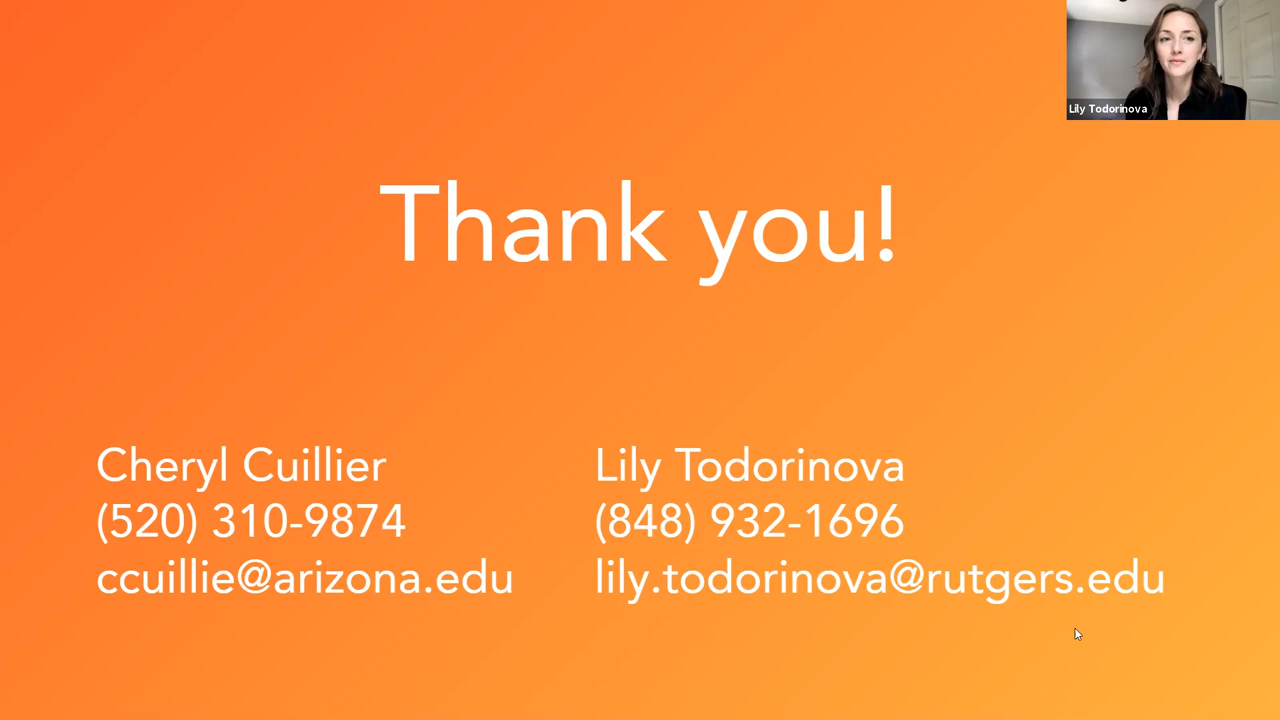 Lily Todorinova
Thank you!
Cheryl Cuillier
(520) 310-9874
ccuillie@arizona.edu
Lily Todorinova
(848) 932-1696
lily.todorinova@rutgers.edu